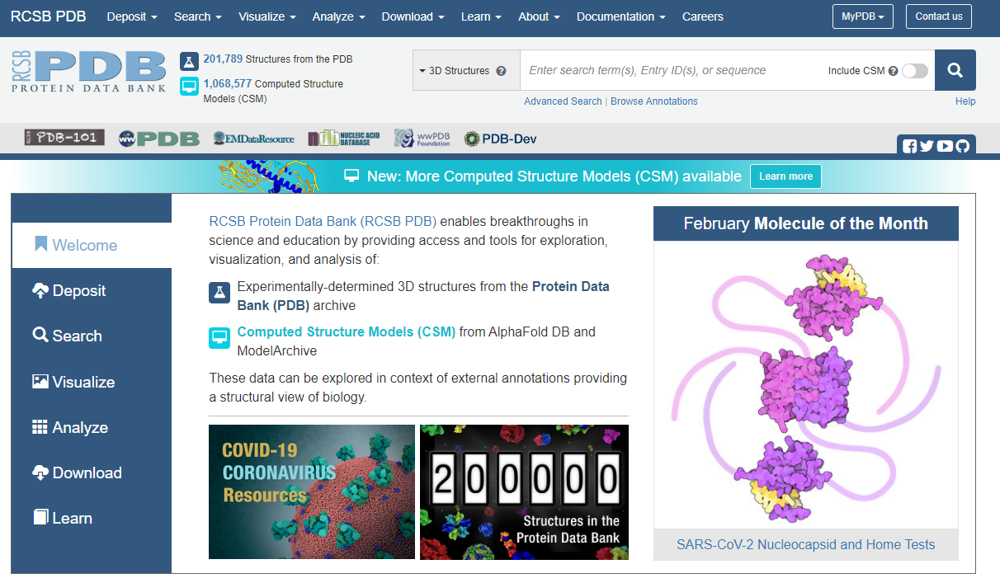 RCSB PDB Deposit Search Visualize Analyze Download Learn About Documentation Careers MyPDB Contact us
RCSB
PDB
PROTEIN DATA BANK
201,789 Structures from the PDB
1,068,577 Computed Structure
Models (CSM)
3D Structures Enter search term(s), Entry ID(s), or sequence Include CSM
Advanced Search | Browse Annotations Help
RCSB PDB-101 ww PDB EMDataResource ndb NUCLEIC ACID DATABASE wwPDB Foundation PDB-Dev
New: More Computed Structure Models (CSM) available Learn more
Welcome
Deposit
Search
Visualize
Analyze
Download
Learn
RCSB Protein Data Bank (RCSB PDB) enables breakthroughs in
science and education by providing access and tools for exploration,
visualization, and analysis of:
Experimentally-determined 3D structures from the Protein Data
Bank (PDB) archive
Computed Structure Models (CSM) from AlphaFold DB and
ModelArchive
These data can be explored in context of external annotations providing
a structural view of biology.
COVID-19
CORONAVIRUS
Resources
200000
Structures in the
Protein Data Bank
February Molecule of the Month
SARS-CoV-2 Nucleocapsid and Home Tests